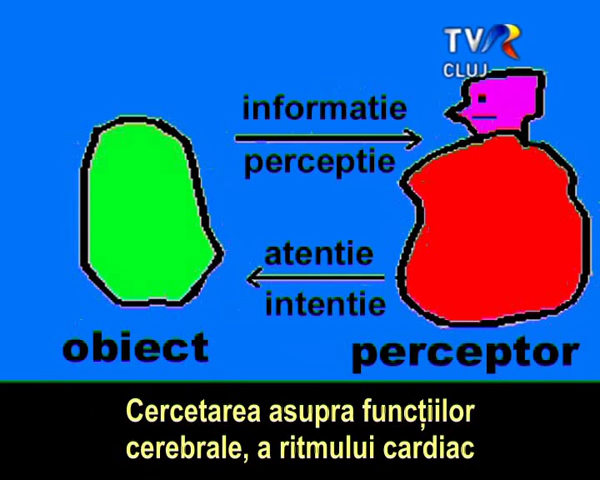 TVR
CLUJ
informatie
perceptie
atentie
intentie
obiect
perceptor
Cercetarea asupra funcțiilor
cerebrale, a ritmului cardiac